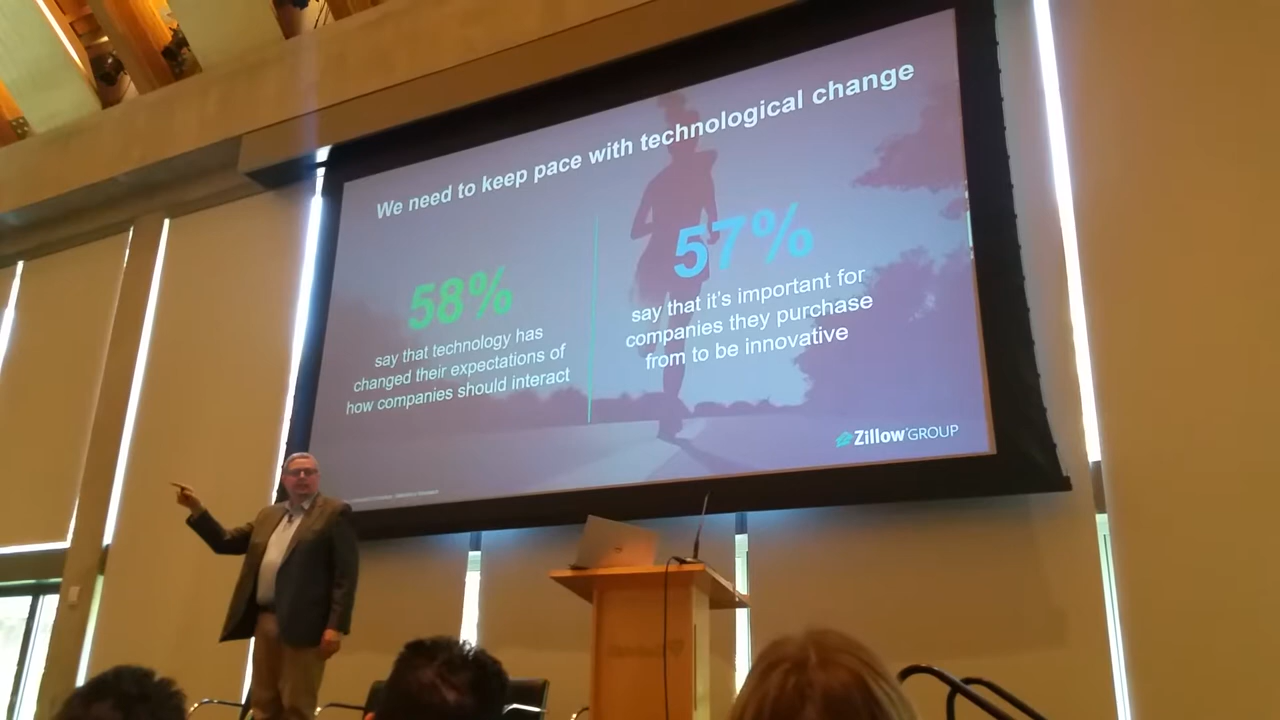 We need to keep pace with technological change
58%
say that technology has
changed their expectations of
how companies should interact
57%
say that it's important for
companies they purchase
from to be innovative
Zillow GROUP